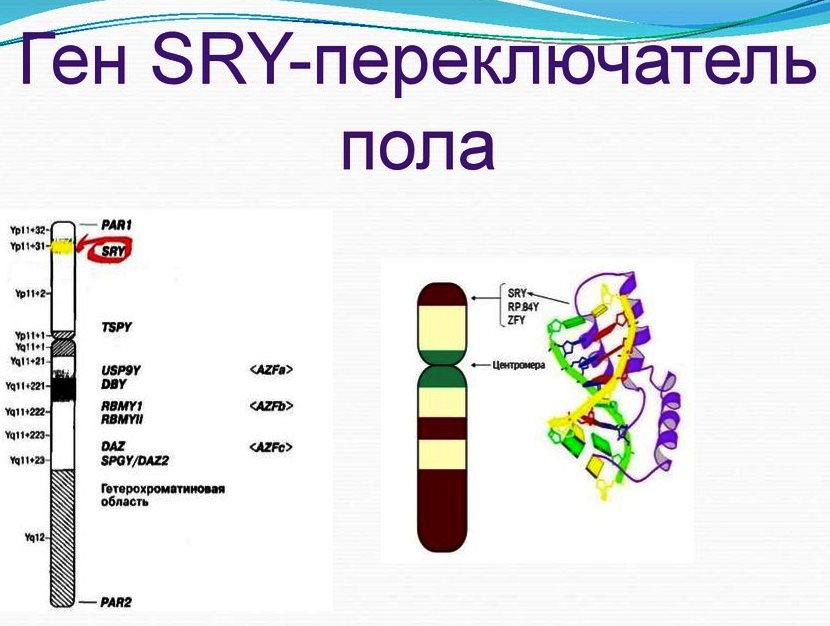 Ген SRY-переключатель
пола
Yp11+32
PAR1
Yp11+31
SRY
Yp11+2
TSPY
Yp11+1
Yq11+1
Yq11+21
USP9Y <AZFa>
Yq11+221
DBY
RBMY1 <AZFb>
Yq11+222
RBMYII
Yq11+223
DAZ <AZFc>
Yq11+23
SPGY/DAZ2
Гетерохроматиновая
область
Yq12
PAR2
SRY
RP.84Y
ZFY
Центромера